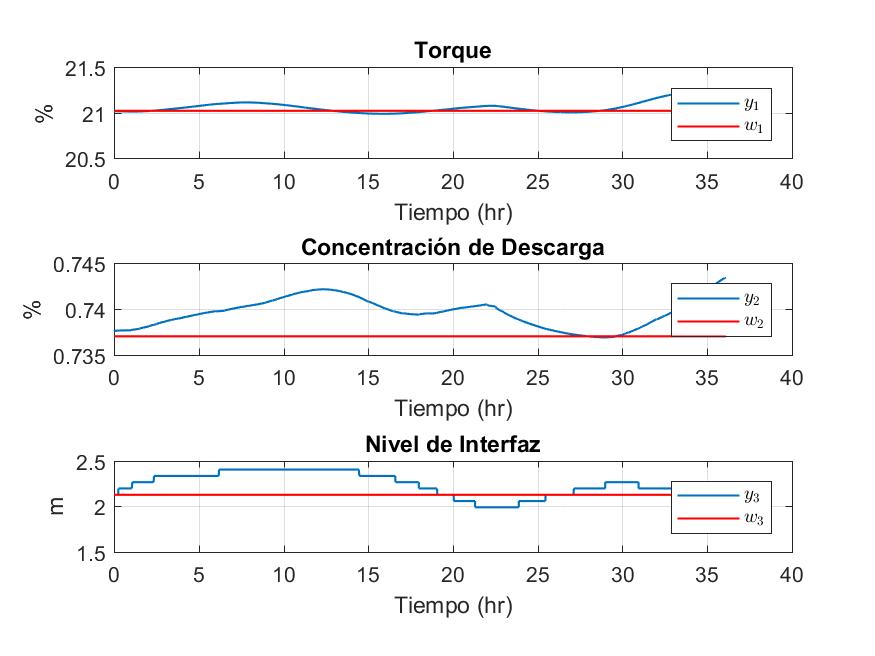 Torque
21.5
21
20.5
%
0 5 10 15 20 25 30 35 40
Tiempo (hr)
y₁
w₁
Concentración de Descarga
0.745
0.74
0.735
%
0 5 10 15 20 25 30 35 40
Tiempo (hr)
y₂
w₂
Nivel de Interfaz
2.5
2
1.5
m
0 5 10 15 20 25 30 35 40
Tiempo (hr)
y₃
w₃